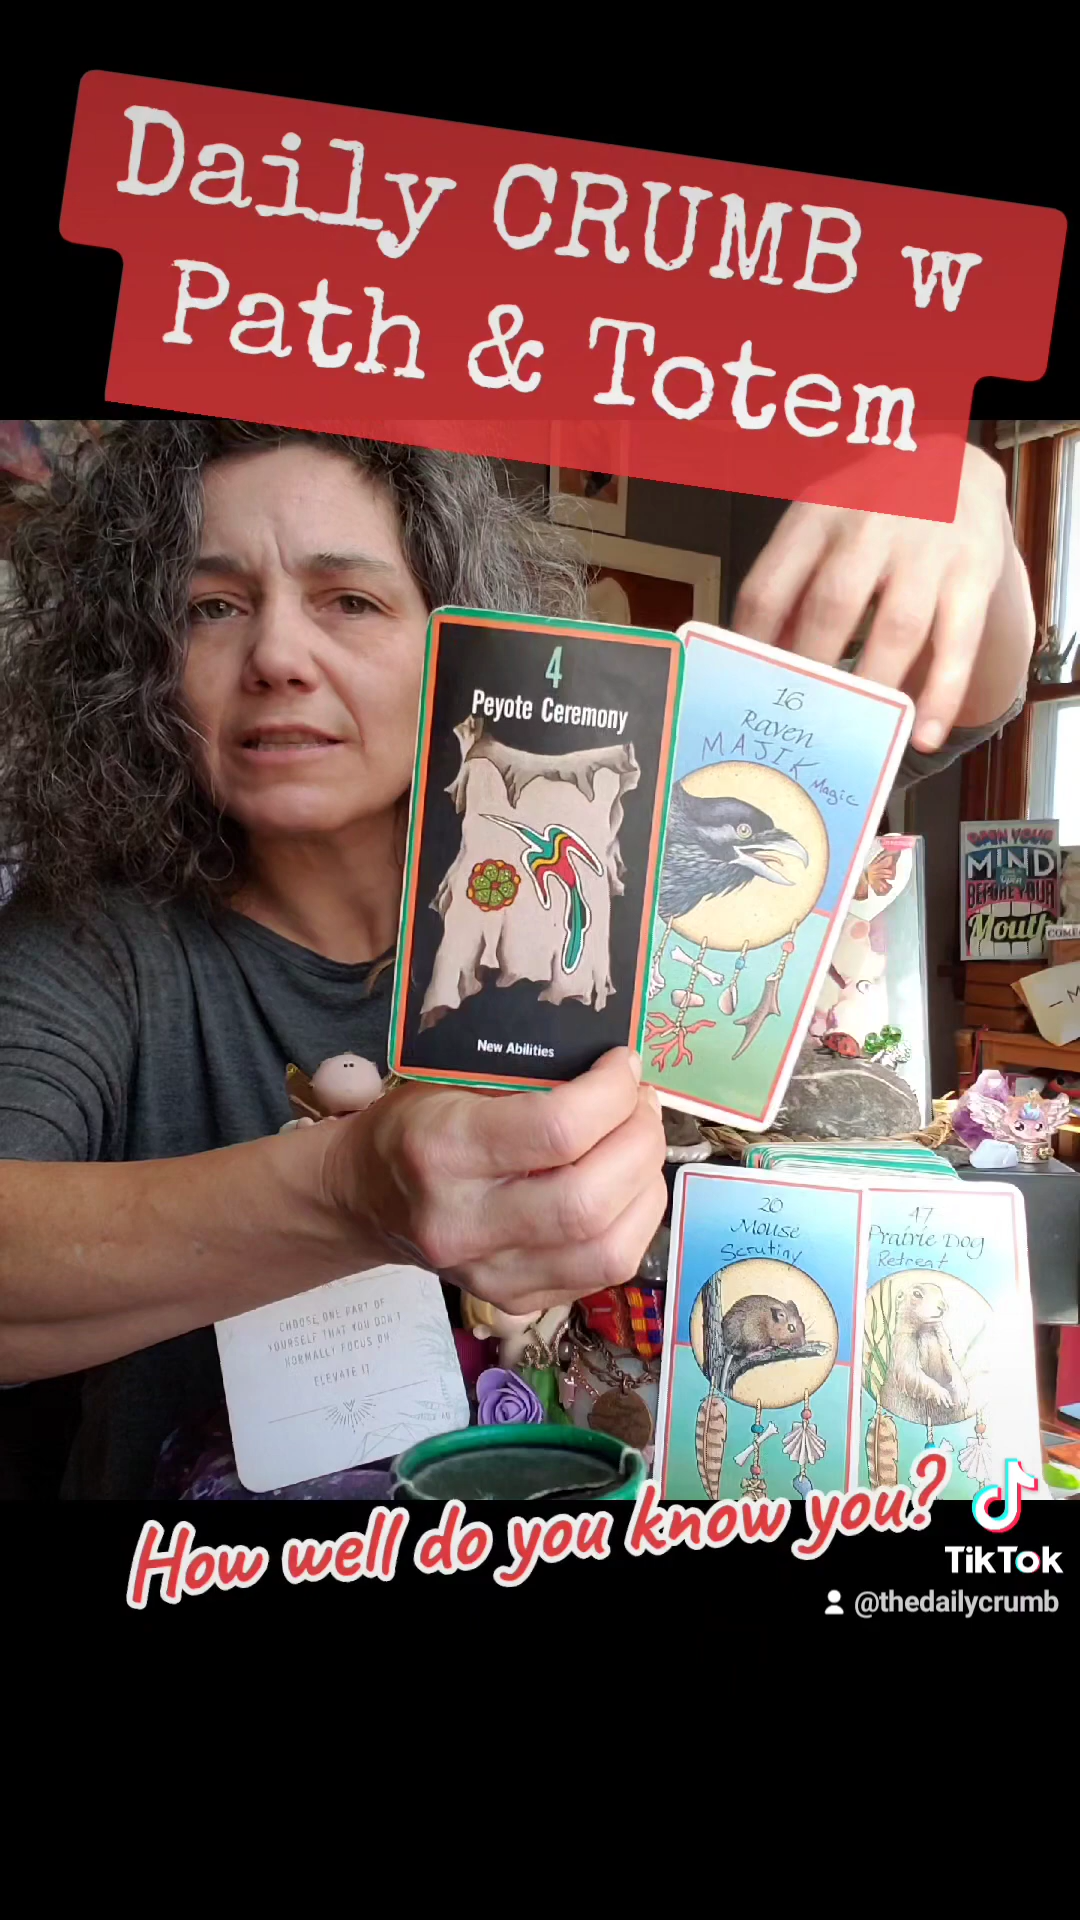 Daily CRUMB w
Path & Totem
4
Peyote Ceremony
New Abilities
16
Raven
MAJIK
Magic
OPEN YOUR
MIND
BEFORE YOUR
Mouth
20
Mouse
Scrutiny
47
Prairie Dog
Retreat
CHOOSE ONE PART OF
YOURSELF THAT YOU DON'T
NORMALLY FOCUS ON.
ELEVATE IT
How well do you know you?
TikTok
@thedailycrumb